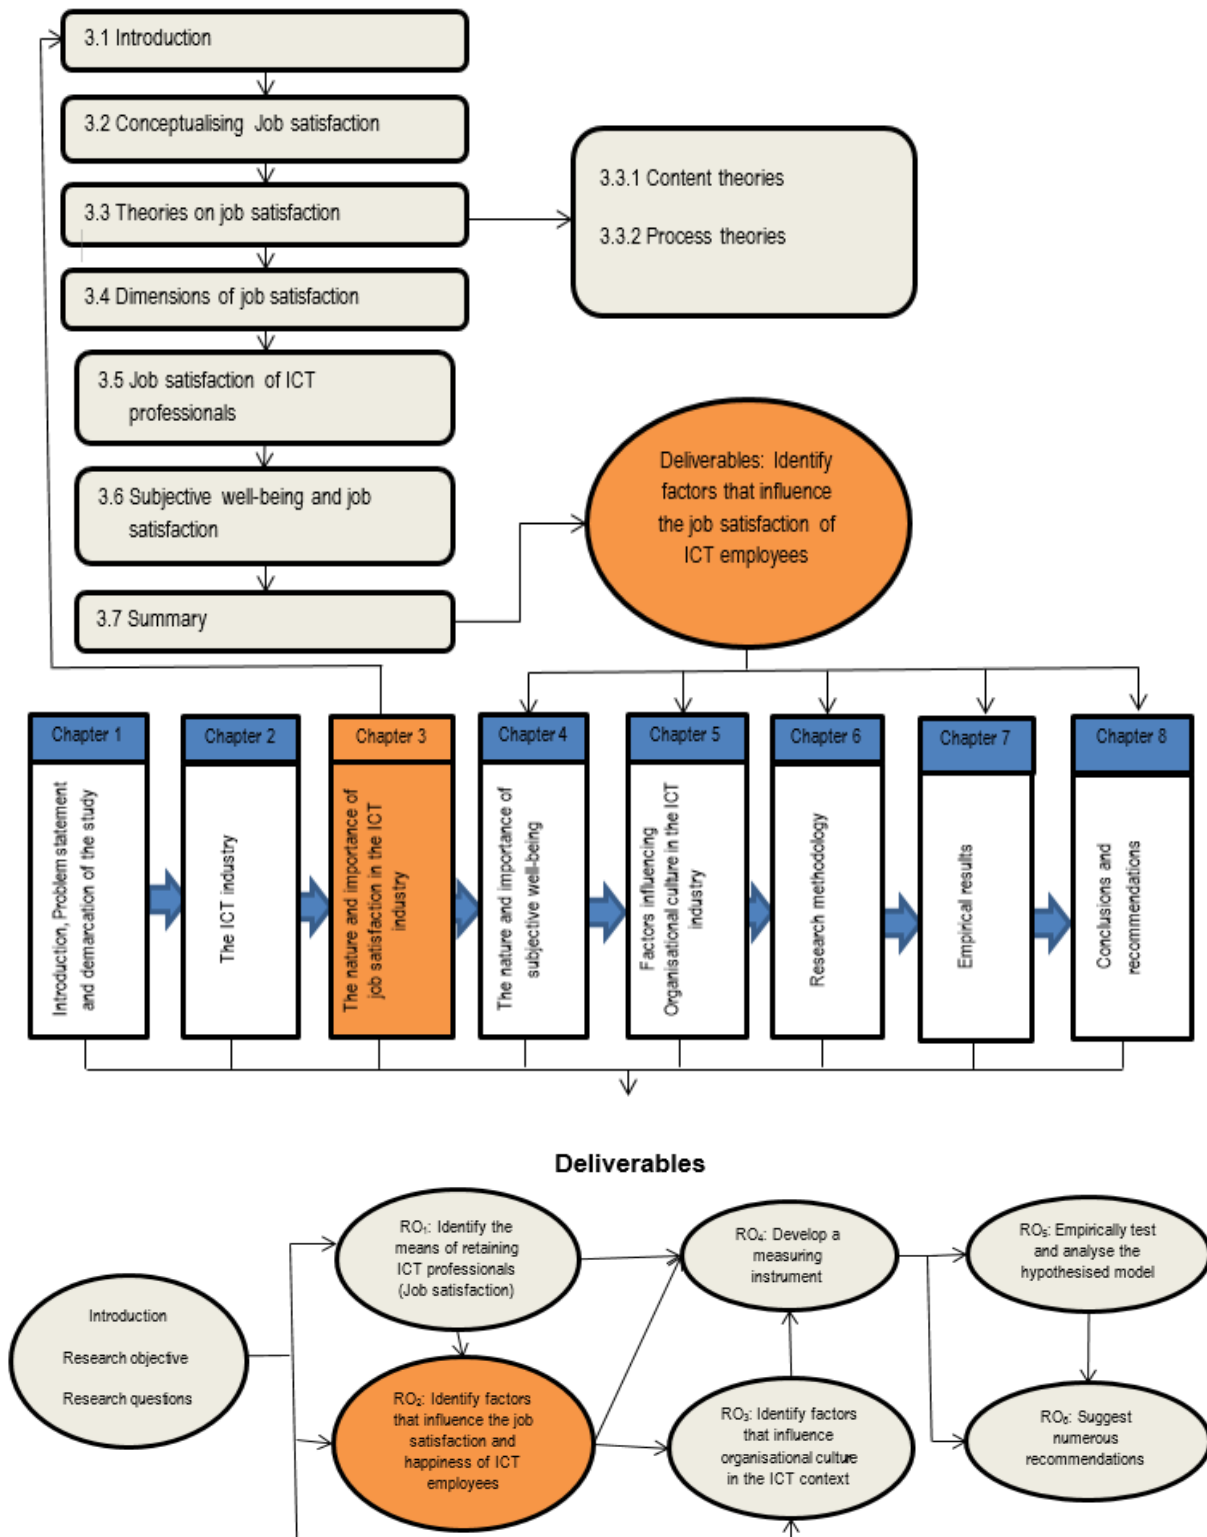 3.1 Introduction
3.2 Conceptualising Job satisfaction
3.3 Theories on job satisfaction
3.3.1 Content theories
3.3.2 Process theories
3.4 Dimensions of job satisfaction
3.5 Job satisfaction of ICT
professionals
3.6 Subjective well-being and job
satisfaction
3.7 Summary
Deliverables: Identify
factors that influence
the job satisfaction of
ICT employees
Chapter 1
Introduction, Problem statement
and demarcation of the study
Chapter 2
The ICT industry
Chapter 3
The nature and importance of
job satisfaction in the ICT
industry
Chapter 4
The nature and importance of
subjective well-being
Chapter 5
Factors influencing
Organisational culture in the ICT
industry
Chapter 6
Research methodology
Chapter 7
Empirical results
Chapter 8
Conclusions and
recommendations
Deliverables
Introduction
Research objective
Research questions
RO₁: Identify the
means of retaining
ICT professionals
(Job satisfaction)
RO₂: Identify factors
that influence the job
satisfaction and
happiness of ICT
employees
RO₄: Develop a
measuring
instrument
RO₃: Identify factors
that influence
organisational culture
in the ICT context
RO₅: Empirically test
and analyse the
hypothesised model
RO₆: Suggest
numerous
recommendations